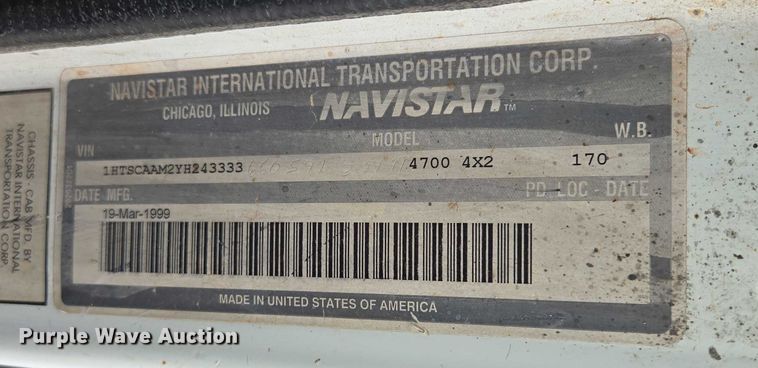 NAVISTAR INTERNATIONAL TRANSPORTATION CORP.
CHICAGO, ILLINOIS NAVISTAR TM
VIN MODEL W.B.
1HTSCAAM2YH243333 4700 4X2 170
DATE MFG. PD LOC - DATE
19-Mar-1999
MADE IN UNITED STATES OF AMERICA
CHASSIS - CAB MFD. BY
NAVISTAR INTERNATIONAL
TRANSPORTATION CORP.
Purple Wave Auction